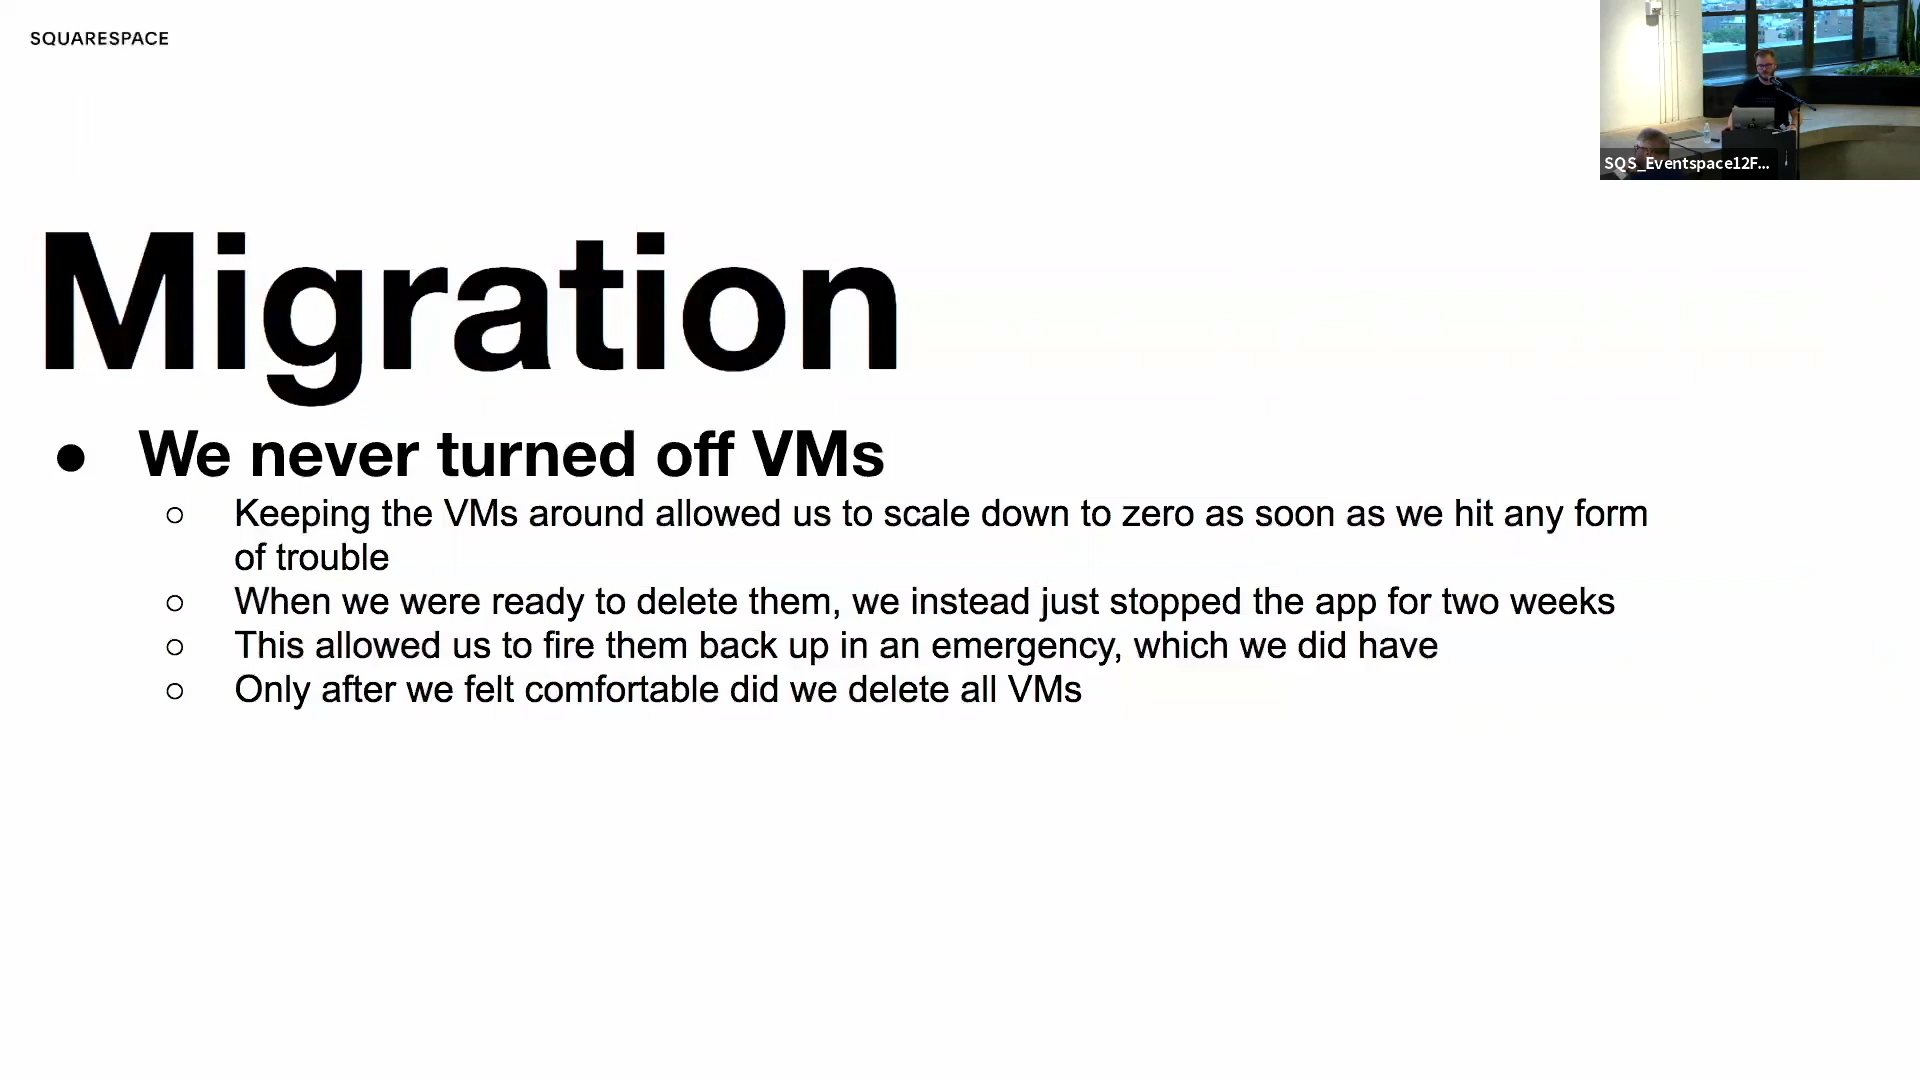 SQUARESPACE
SQS_Eventspace12F...
Migration
● We never turned off VMs
○ Keeping the VMs around allowed us to scale down to zero as soon as we hit any form
of trouble
○ When we were ready to delete them, we instead just stopped the app for two weeks
○ This allowed us to fire them back up in an emergency, which we did have
○ Only after we felt comfortable did we delete all VMs